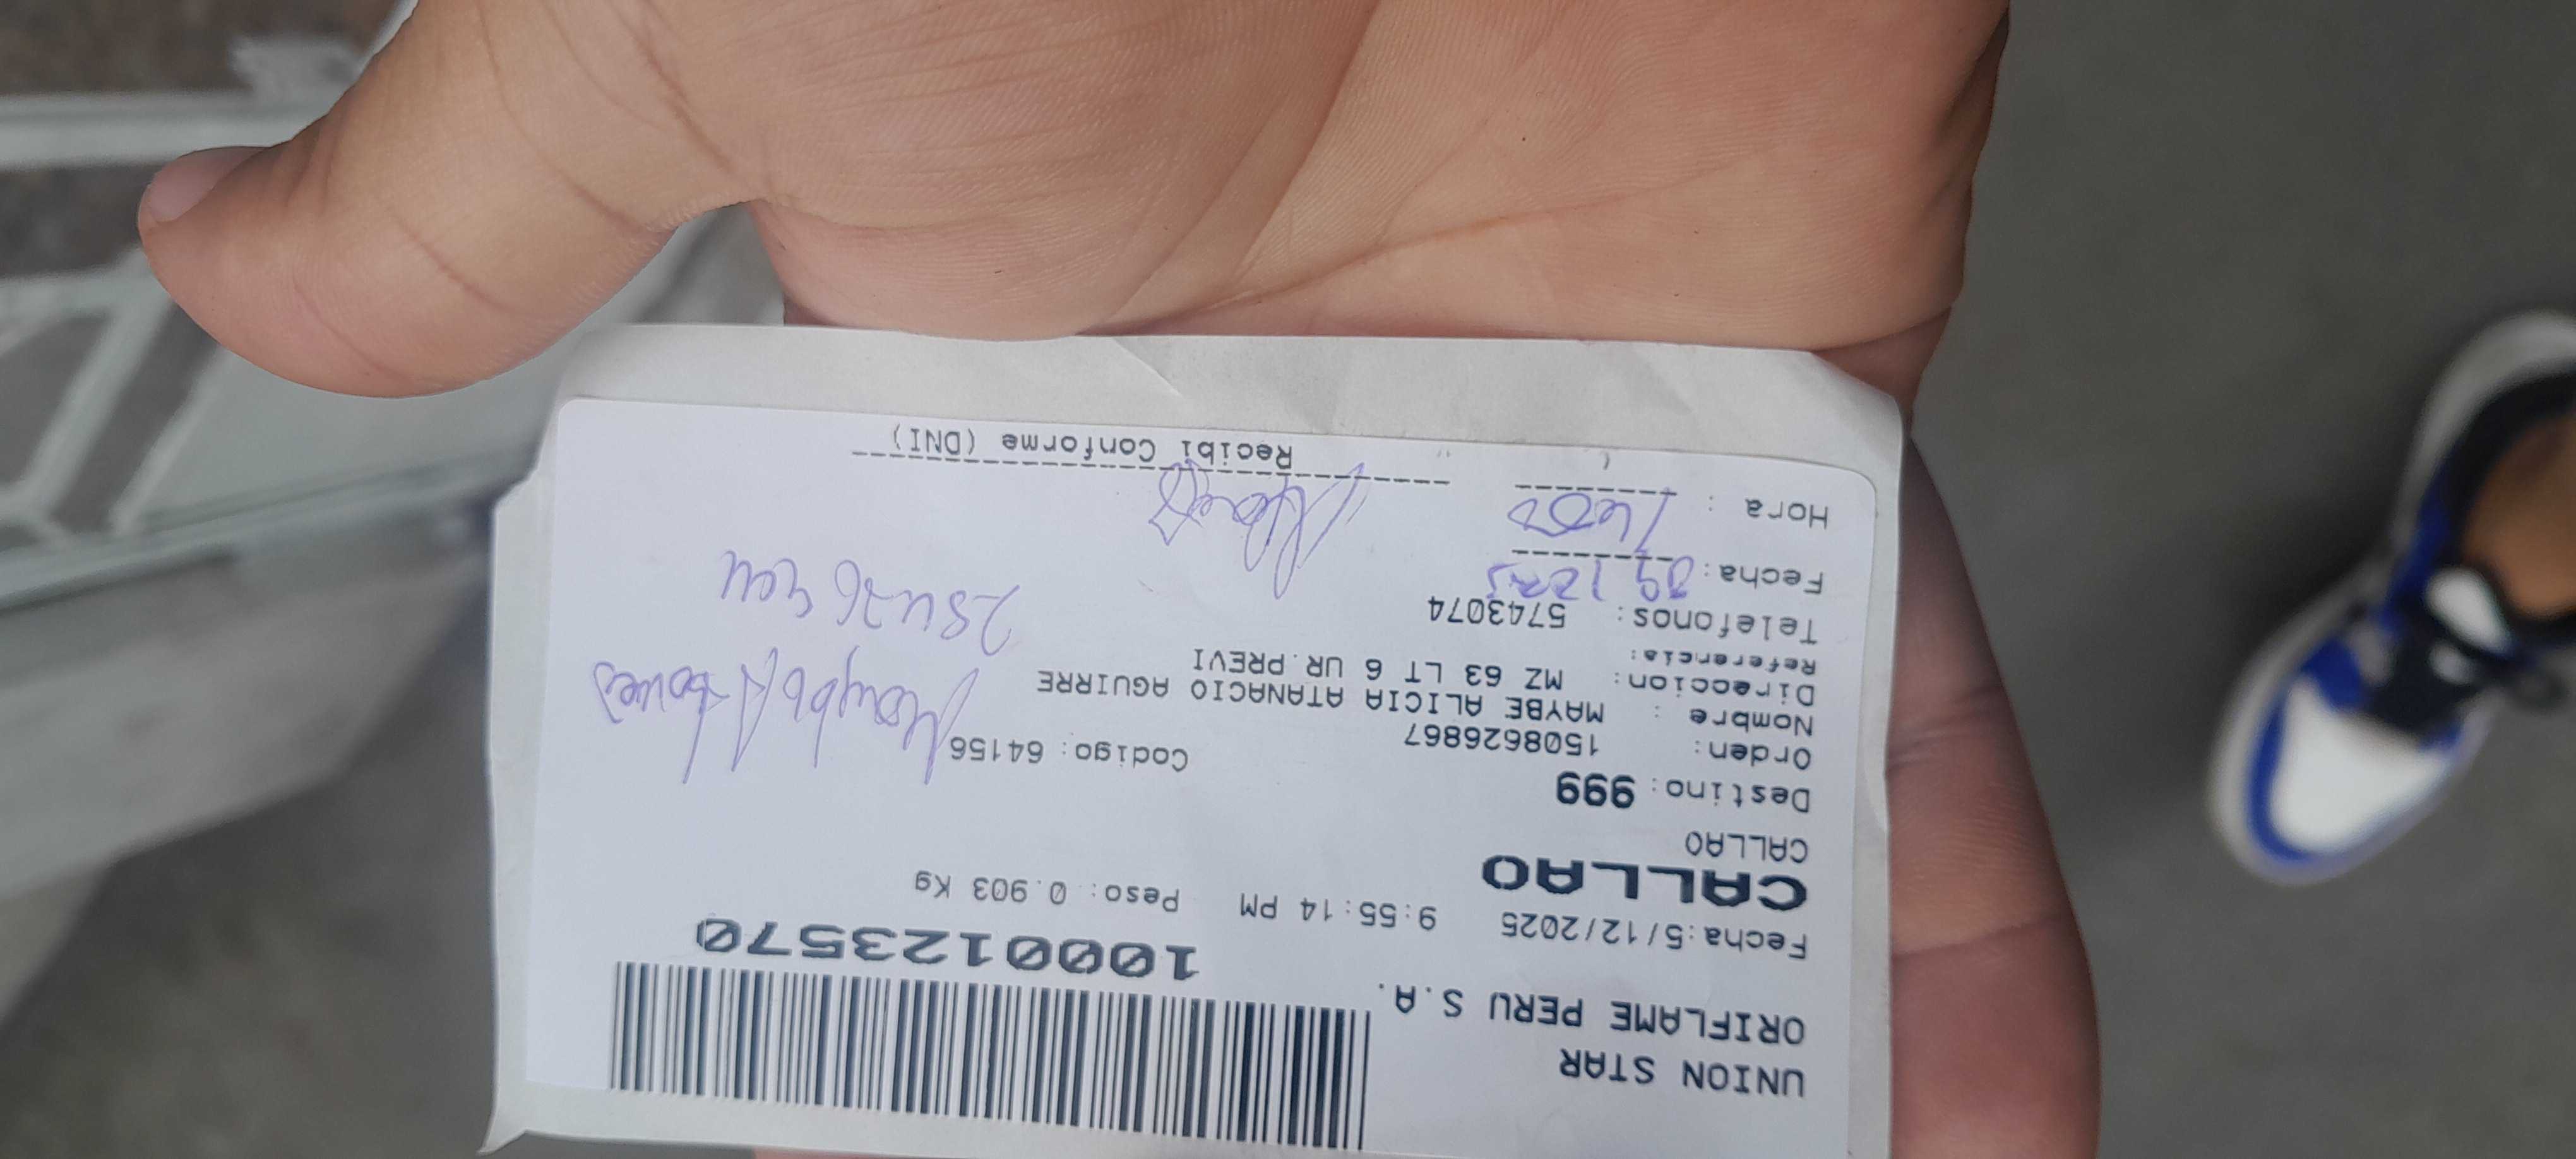 UNION STAR
ORIFLAME PERU S.A.
1000123570
Fecha:5/12/2025 9:55:14 PM Peso: 0.903 Kg
CALLAO
CALLAO
Destino: 999
Orden: 1508626867 Codigo: 64156
Nombre : MAYBE ALICIA ATANACIO AGUIRRE
Direccion: MZ 63 LT 6 UR.PREVI
Referencia:
Telefonos: 5743074
Fecha:
Hora :
Recibi Conforme (DNI)